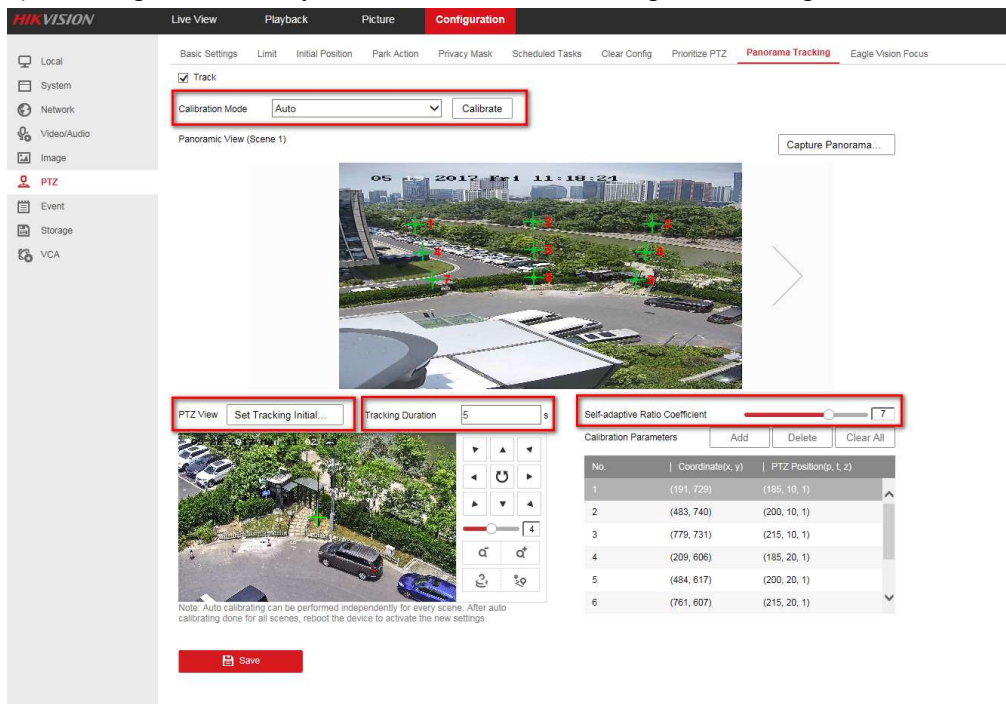 HIKVISION Live View Playback Picture Configuration
Local
System
Network
Video/Audio
Image
PTZ
Event
Storage
VCA
Basic Settings Limit Initial Position Park Action Privacy Mask Scheduled Tasks Clear Config Prioritize PTZ Panorama Tracking Eagle Vision Focus
Track
Calibration Mode Auto Calibrate
Panoramic View (Scene 1) Capture Panorama...
2017 Fri 11:18:24
PTZ View Set Tracking Initial... Tracking Duration 5 s Self-adaptive Ratio Coefficient 7
Calibration Parameters Add Delete Clear All
No. Coordinate(x, y) PTZ Position(p, t, z)
1 (191, 729) (185, 10, 1)
2 (483, 740) (200, 10, 1)
3 (779, 731) (215, 10, 1)
4 (209, 606) (185, 20, 1)
5 (484, 617) (200, 20, 1)
6 (761, 607) (215, 20, 1)
4
Note: Auto calibrating can be performed independently for every scene. After auto
calibrating done for all scenes, reboot the device to activate the new settings.
Save